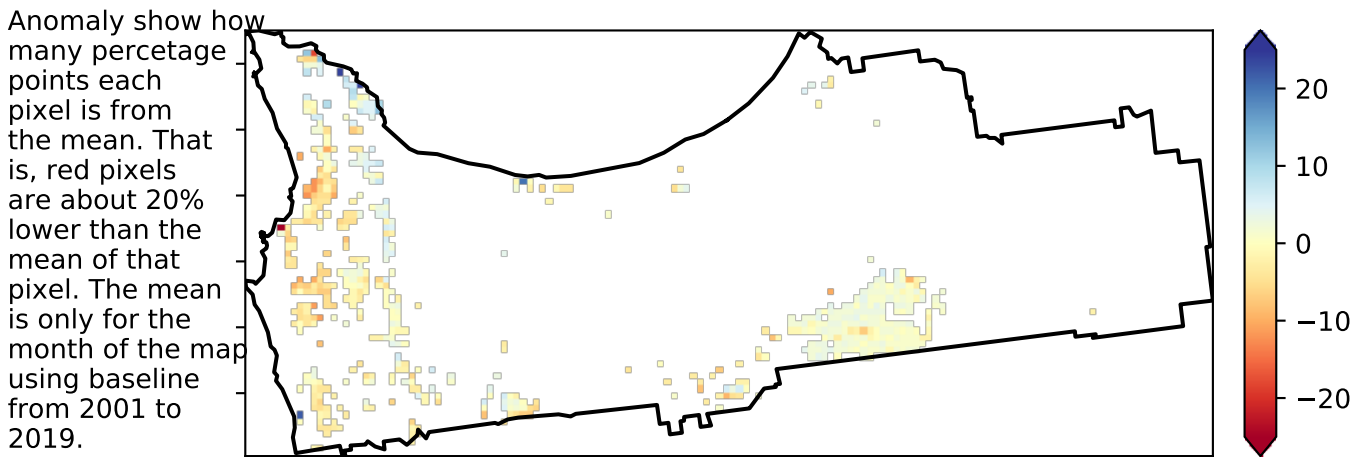 Anomaly show how
many percetage
points each
pixel is from
the mean. That
is, red pixels
are about 20%
lower than the
mean of that
pixel. The mean
is only for the
month of the map
using baseline
from 2001 to
2019.
20
10
0
−10
−20